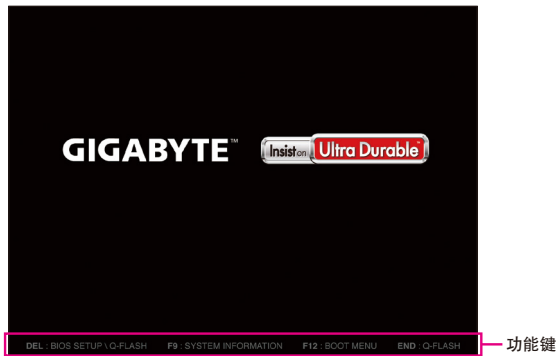 GIGABYTE™ Insist on Ultra Durable™
DEL : BIOS SETUP \ Q-FLASH F9 : SYSTEM INFORMATION F12 : BOOT MENU END : Q-FLASH
功能键